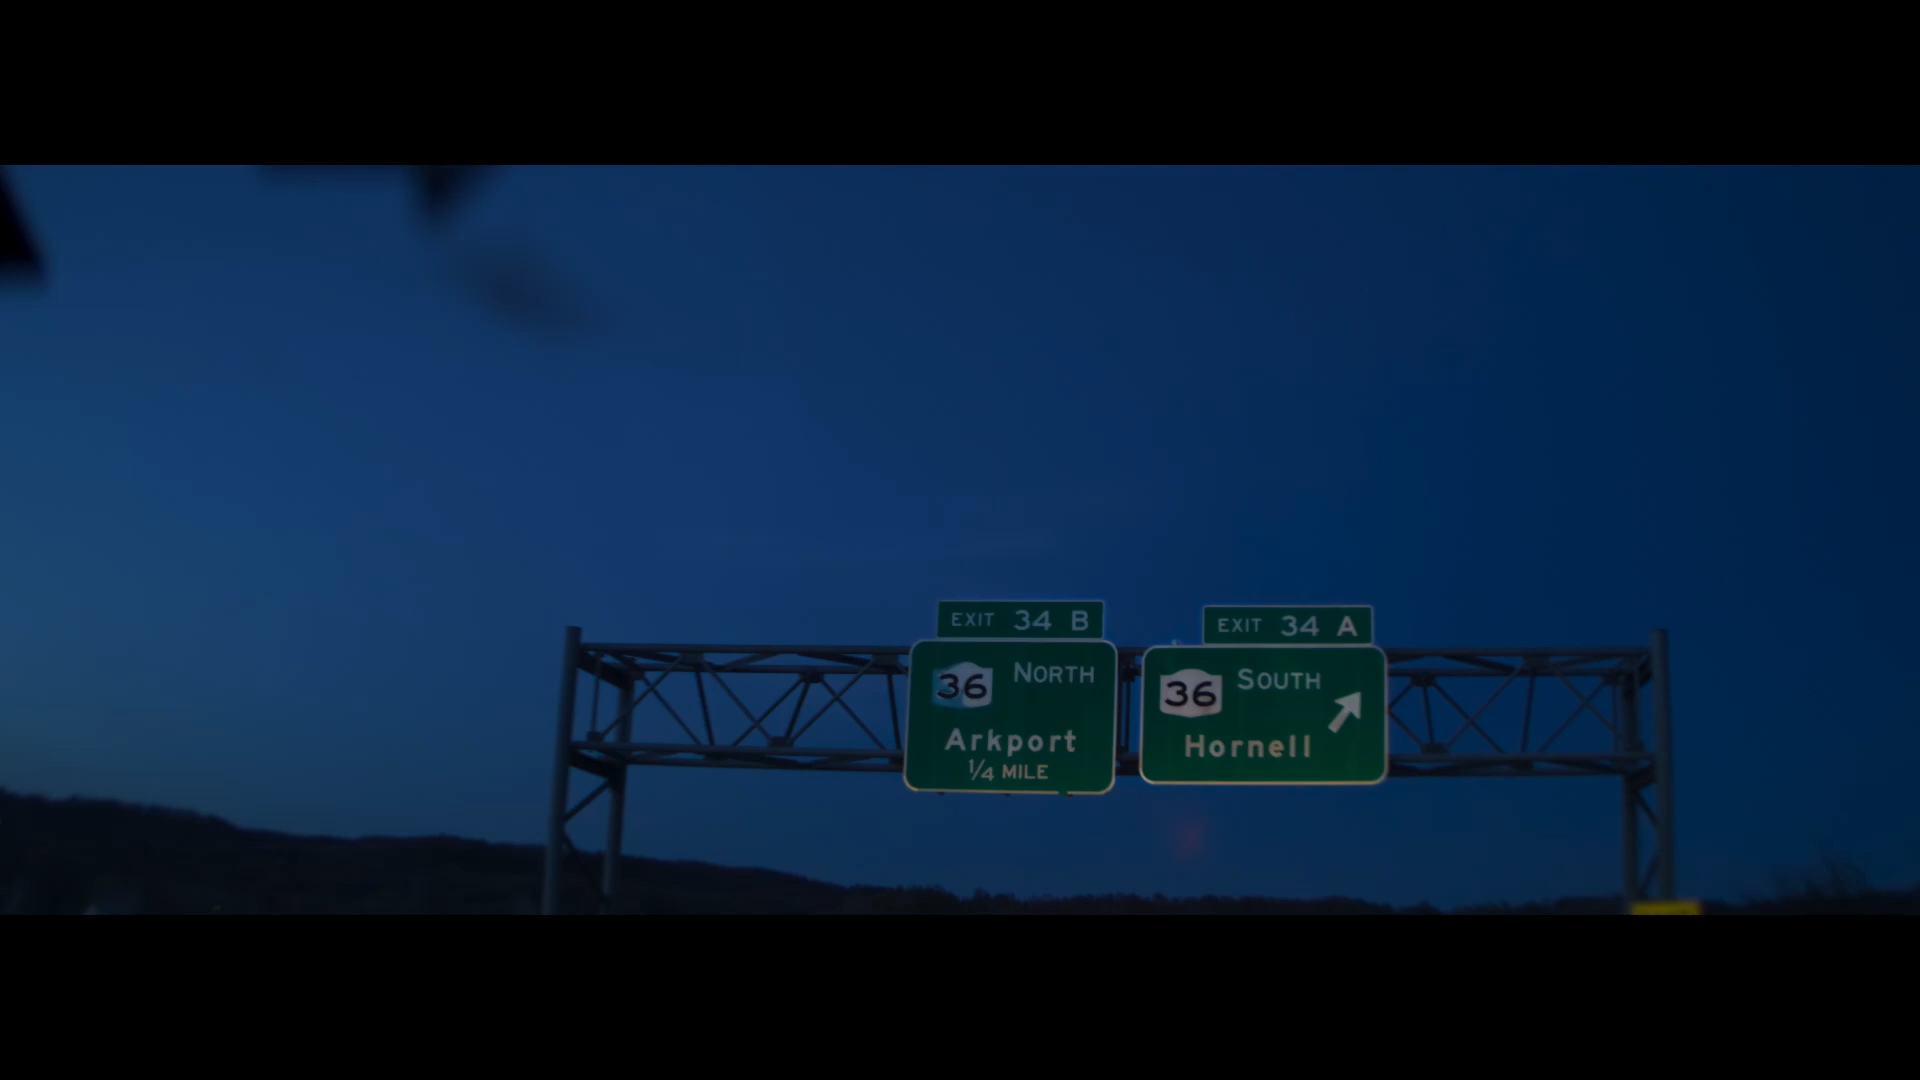 EXIT 34 B
36 NORTH
Arkport
1/4 MILE
EXIT 34 A
36 SOUTH
Hornell